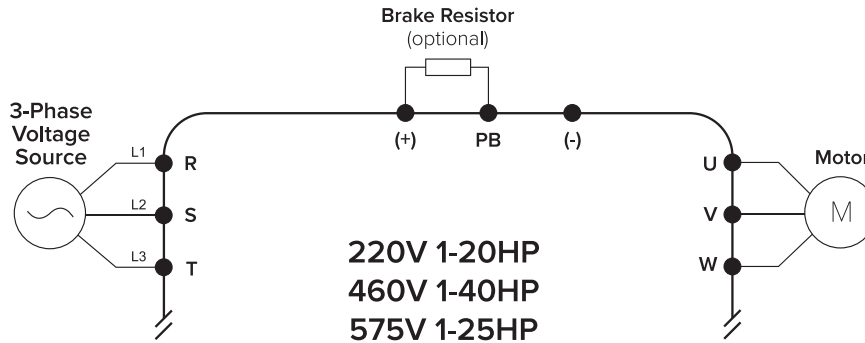 Brake Resistor
(optional)
3-Phase
Voltage
Source
(+)
PB
(-)
L1
R
U
Motor
L2
S
V
M
L3
T
W
220V 1-20HP
460V 1-40HP
575V 1-25HP